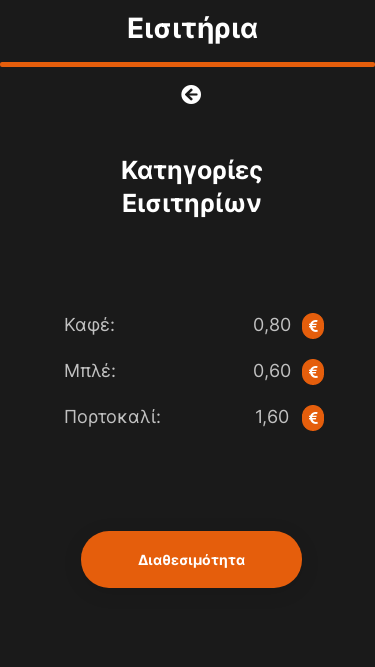 Εισιτήρια
Κατηγορίες
Εισιτηρίων
Καφέ: 0,80 €
Μπλέ: 0,60 €
Πορτοκαλί: 1,60 €
Διαθεσιμότητα